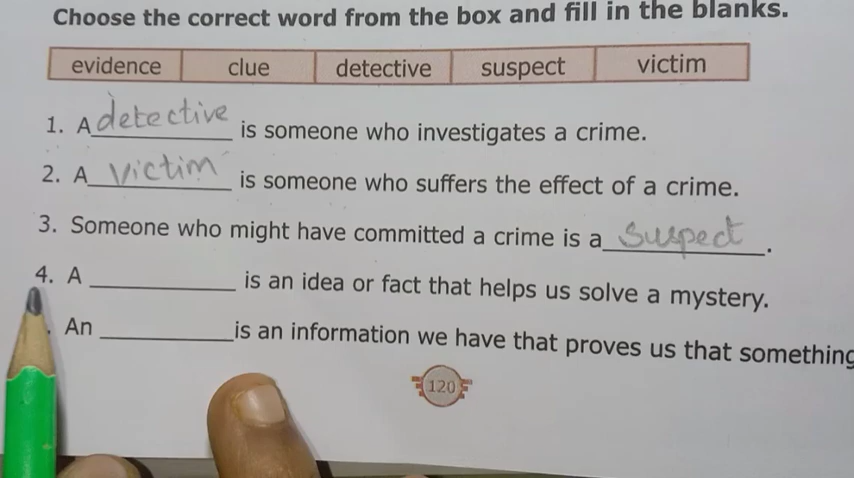 Choose the correct word from the box and fill in the blanks.
evidence clue detective suspect victim
1. A detective is someone who investigates a crime.
2. A victim is someone who suffers the effect of a crime.
3. Someone who might have committed a crime is a suspect.
4. A __________ is an idea or fact that helps us solve a mystery.
. An __________ is an information we have that proves us that something
120